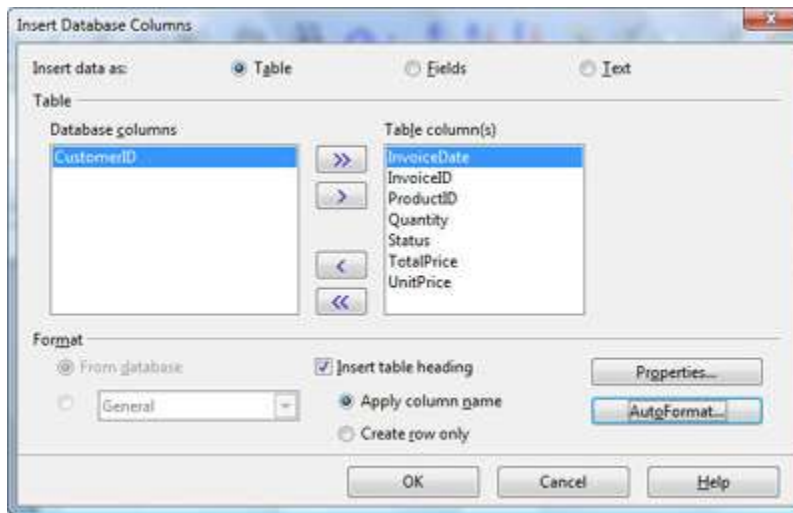 Insert Database Columns
Insert data as: Table Fields Text
Table
Database columns Table column(s)
CustomerID >> InvoiceDate
InvoiceID
> ProductID
Quantity
Status
< TotalPrice
UnitPrice
<<
Format
From database Insert table heading Properties...
General Apply column name AutoFormat...
Create row only
OK Cancel Help